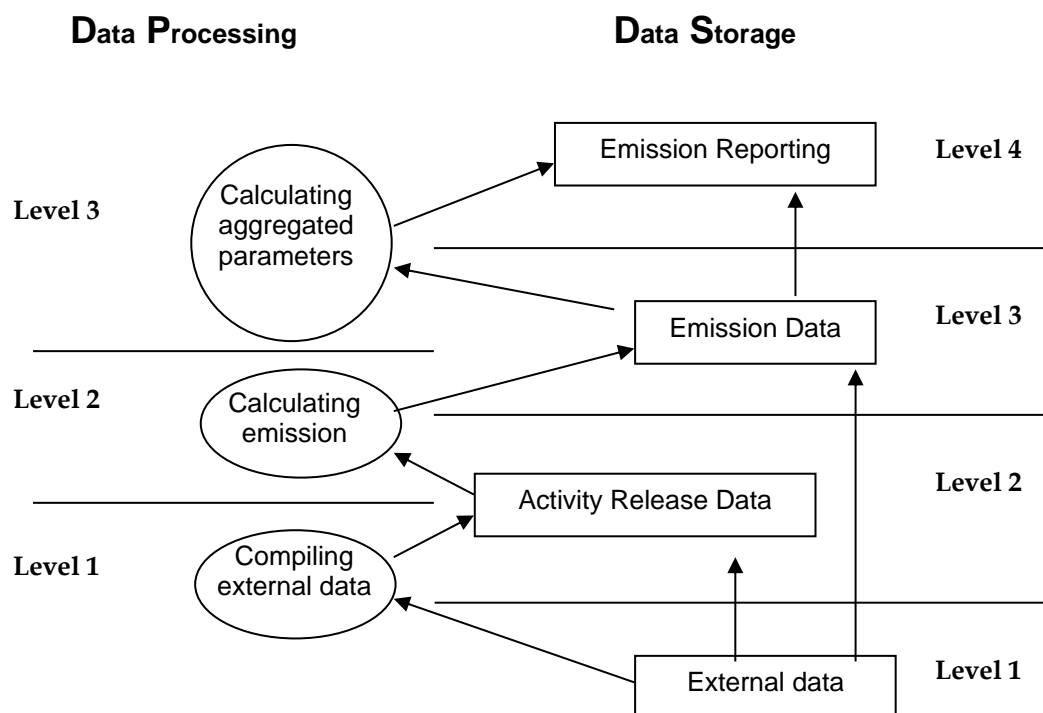 Data Processing
Data Storage
Emission Reporting
Level 4
Calculating
aggregated
parameters
Level 3
Emission Data
Level 3
Level 2
Calculating
emission
Activity Release Data
Level 2
Compiling
external data
Level 1
External data
Level 1